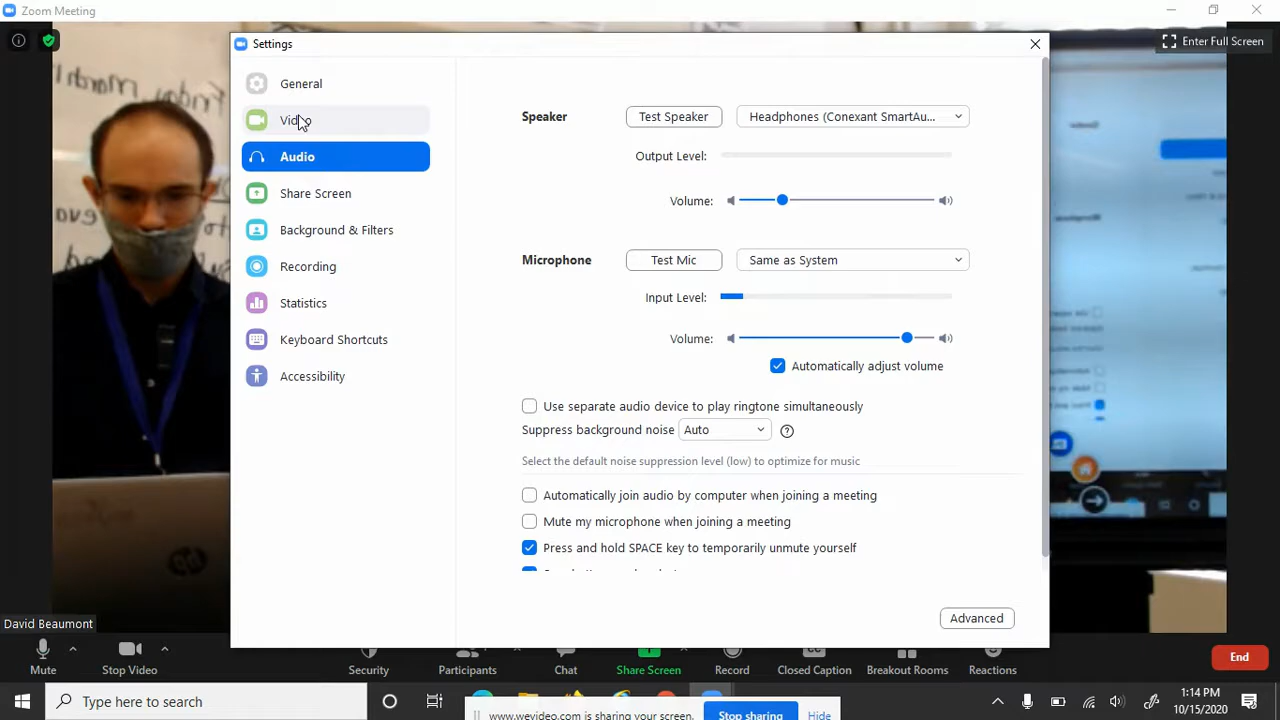 Zoom Meeting
Settings
Enter Full Screen
General
Video
Audio
Share Screen
Background & Filters
Recording
Statistics
Keyboard Shortcuts
Accessibility
Speaker
Test Speaker
Headphones (Conexant SmartAu...
Output Level:
Volume:
Microphone
Test Mic
Same as System
Input Level:
Volume:
Automatically adjust volume
Use separate audio device to play ringtone simultaneously
Suppress background noise
Auto
Select the default noise suppression level (low) to optimize for music
Automatically join audio by computer when joining a meeting
Mute my microphone when joining a meeting
Press and hold SPACE key to temporarily unmute yourself
Advanced
David Beaumont
Mute
Stop Video
Security
Participants
Chat
Share Screen
Record
Closed Caption
Breakout Rooms
Reactions
End
Type here to search
www.wevideo.com is sharing your screen.
Stop sharing
Hide
1:14 PM
10/15/2020